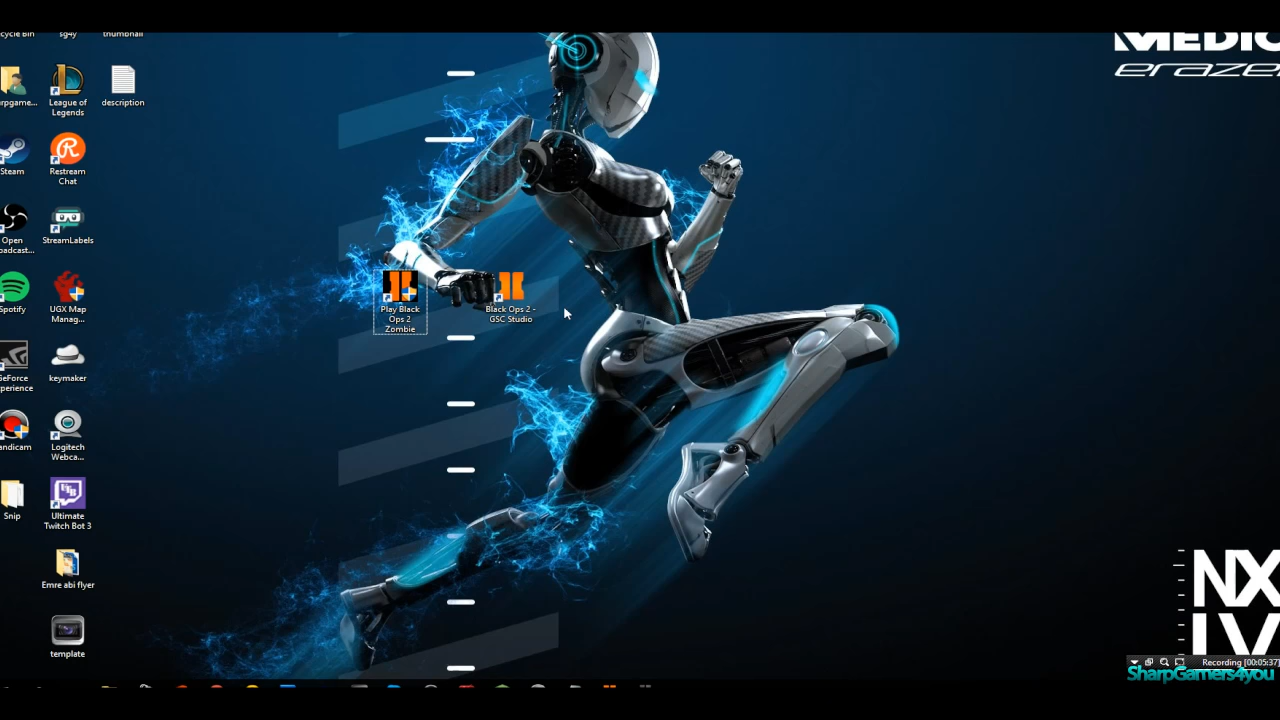 sg4y
thumbnail
League of
Legends
description
Steam
Restream
Chat
Open
StreamLabels
Spotify
UGX Map
Manag...
Play Black
Ops 2
Zombie
Black Ops 2 -
GSC Studio
keymaker
Logitech
Webca...
Snip
Ultimate
Twitch Bot 3
Emre abi flyer
template
erazer
NX
Recording [00:05:37]
SharpGamers4you